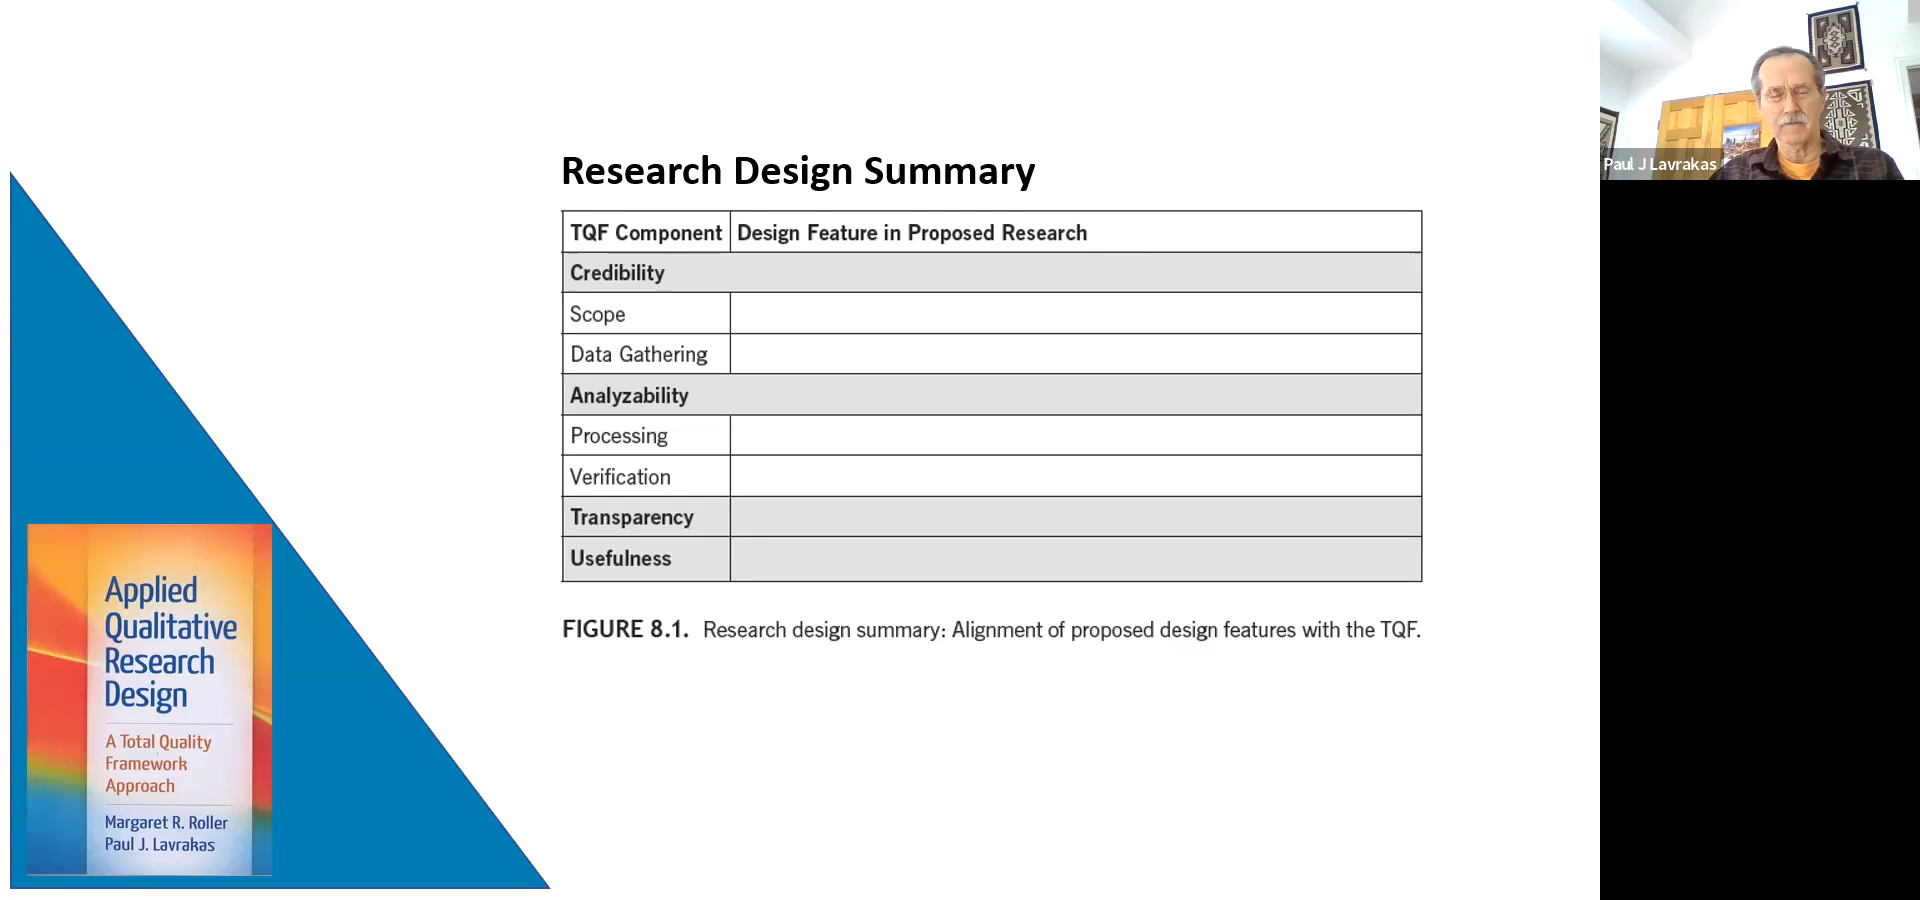 Research Design Summary
TQF Component Design Feature in Proposed Research
Credibility
Scope
Data Gathering
Analyzability
Processing
Verification
Transparency
Usefulness
FIGURE 8.1. Research design summary: Alignment of proposed design features with the TQF.
Applied
Qualitative
Research
Design
A Total Quality
Framework
Approach
Margaret R. Roller
Paul J. Lavrakas
Paul J Lavrakas